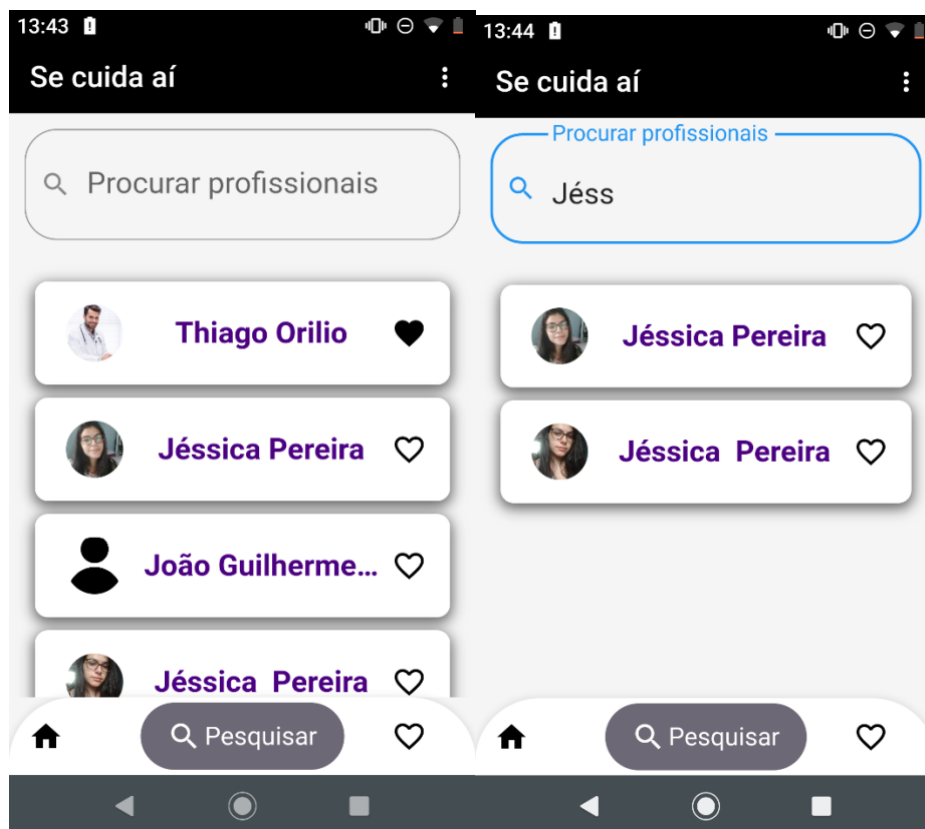 13:43
Se cuida aí
Procurar profissionais
Thiago Orilio
Jéssica Pereira
João Guilherme...
Jéssica  Pereira
Pesquisar
13:44
Se cuida aí
Procurar profissionais
Jéss
Jéssica Pereira
Jéssica  Pereira
Pesquisar